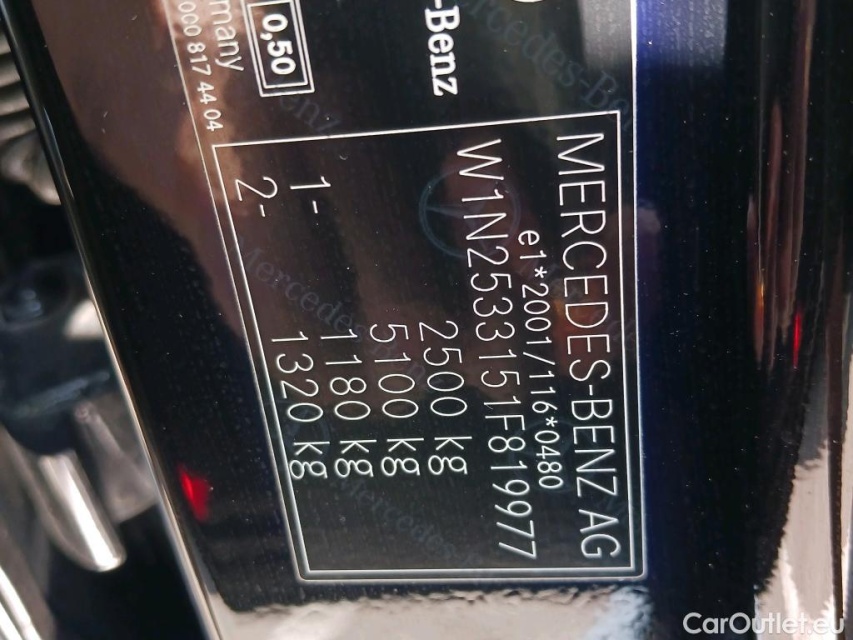 -Benz
0,50
many
000 817 44 04
MERCEDES-BENZ AG
e1*2001/116*0480
W1N2533151F819977
2500 kg
5100 kg
1- 1180 kg
2- 1320 kg
CarOutlet.eu